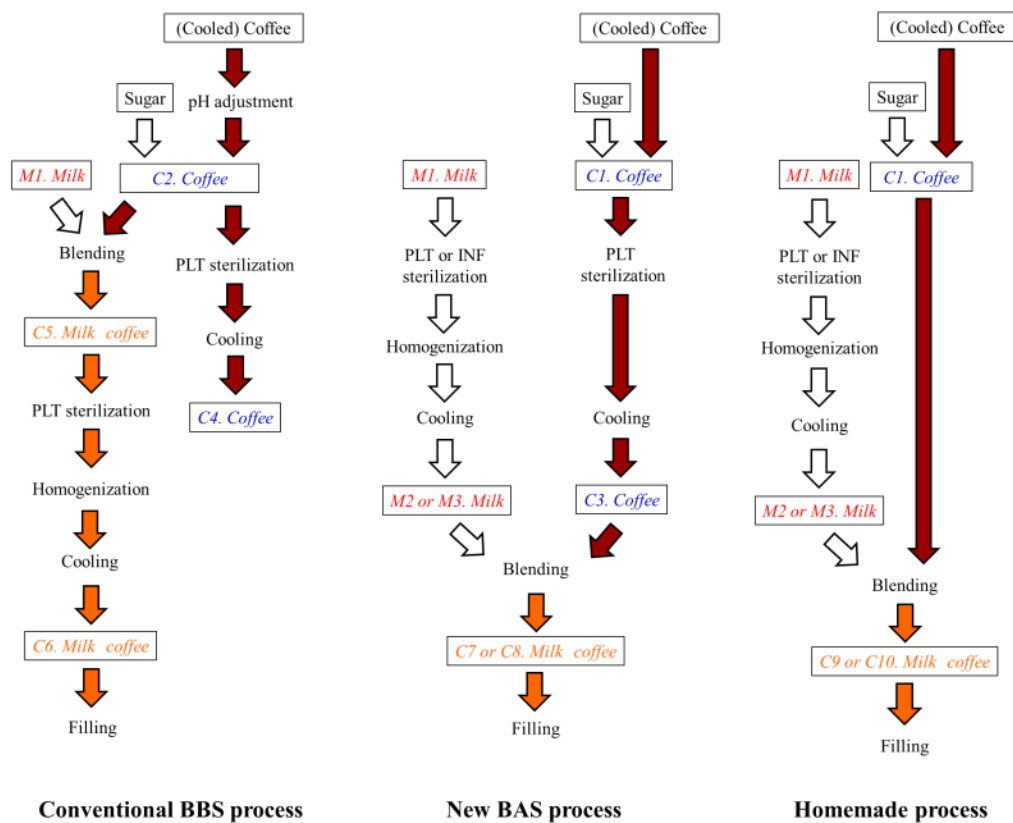 (Cooled) Coffee
Sugar
pH adjustment
M1. Milk
C2. Coffee
Blending
PLT sterilization
C5. Milk coffee
Cooling
PLT sterilization
C4. Coffee
Homogenization
Cooling
C6. Milk coffee
Filling
Conventional BBS process
(Cooled) Coffee
Sugar
M1. Milk
C1. Coffee
PLT or INF
sterilization
PLT
sterilization
Homogenization
Cooling
Cooling
M2 or M3. Milk
C3. Coffee
Blending
C7 or C8. Milk coffee
Filling
New BAS process
(Cooled) Coffee
Sugar
M1. Milk
C1. Coffee
PLT or INF
sterilization
Homogenization
Cooling
M2 or M3. Milk
Blending
C9 or C10. Milk coffee
Filling
Homemade process